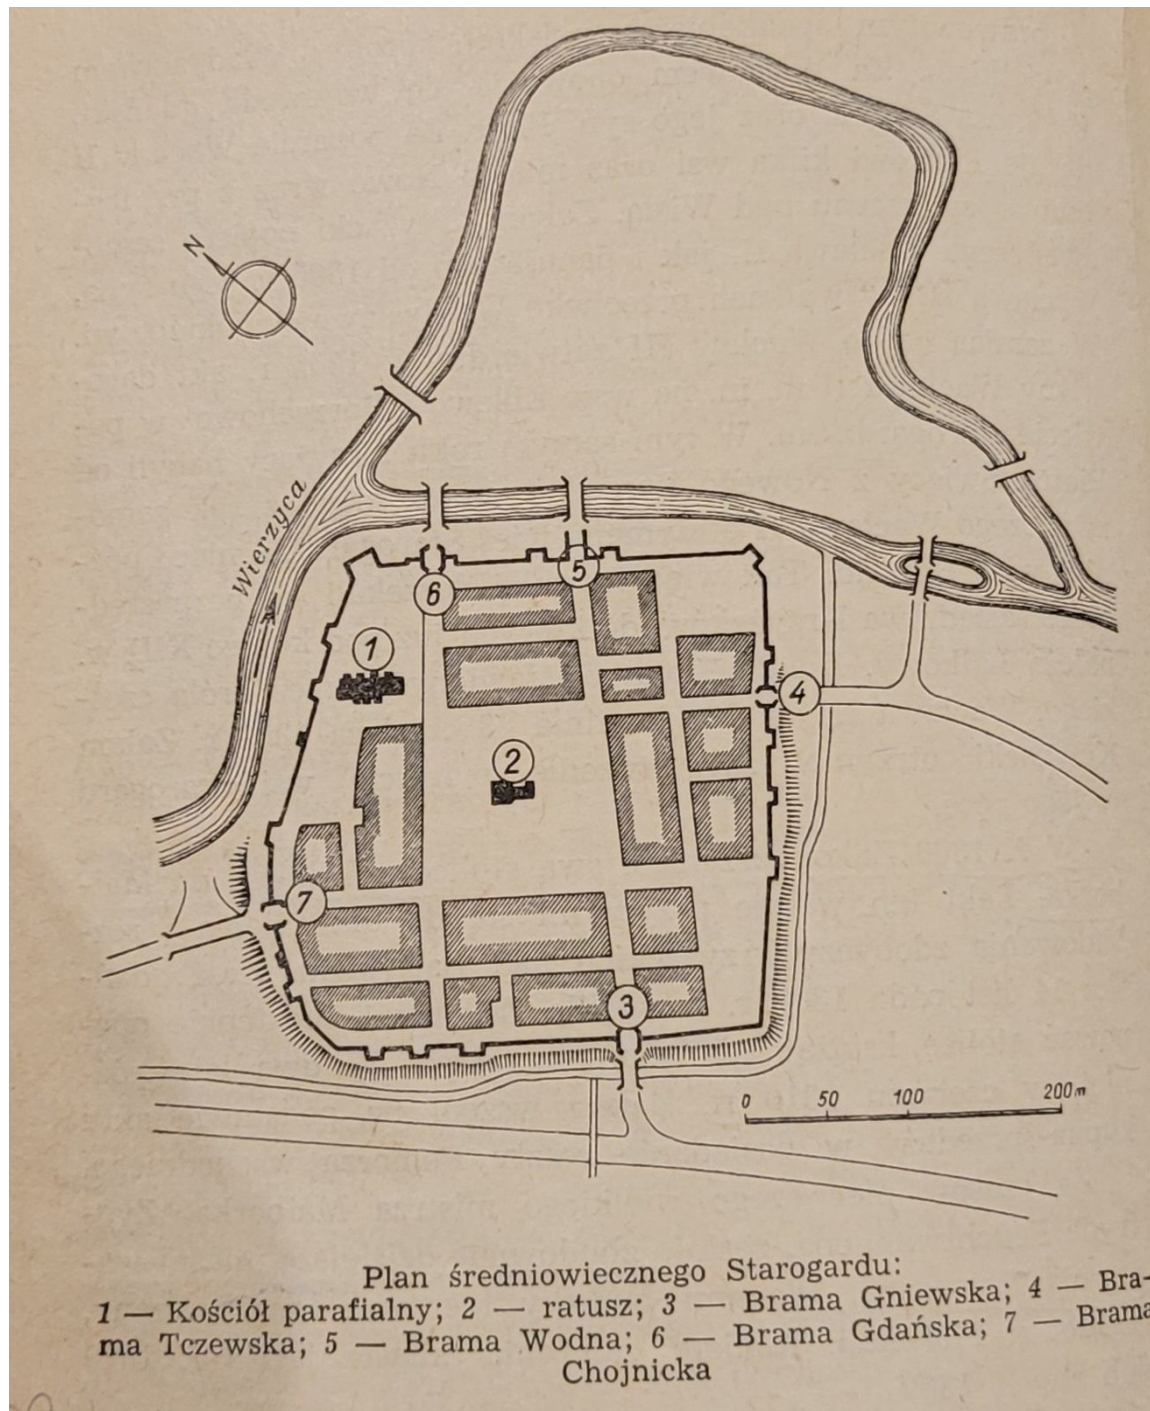 N
Wierzyca
6
5
1
4
2
7
3
0 50 100 200m
Plan średniowiecznego Starogardu:
1 — Kościół parafialny; 2 — ratusz; 3 — Brama Gniewska; 4 — Bra-
ma Tczewska; 5 — Brama Wodna; 6 — Brama Gdańska; 7 — Brama
Chojnicka